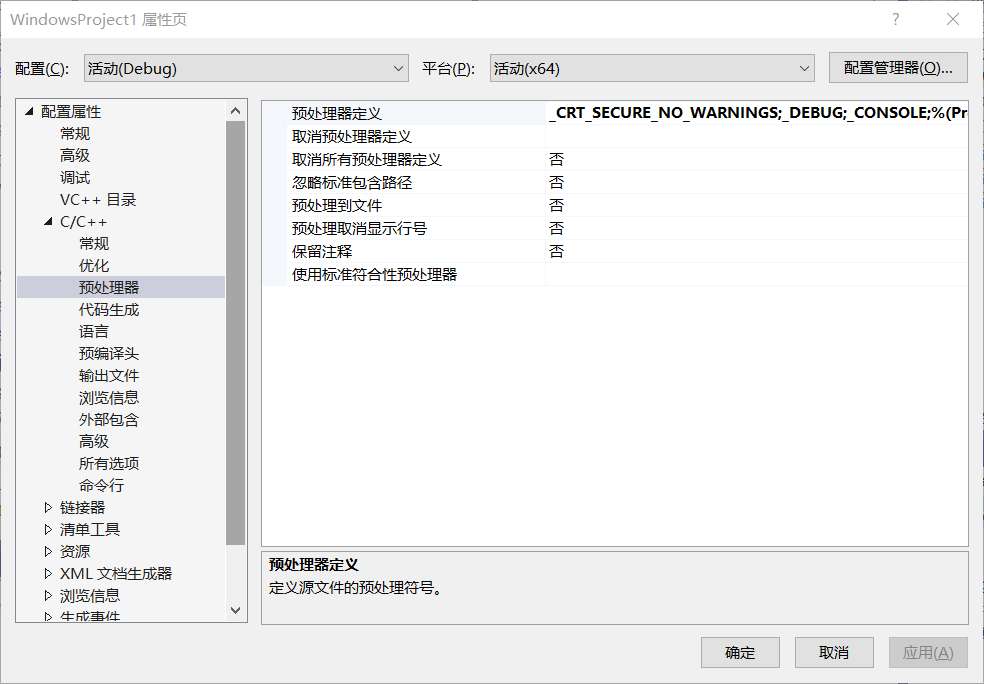 WindowsProject1 属性页
?
配置(C):
活动(Debug)
平台(P):
活动(x64)
配置管理器(O)...
配置属性
常规
高级
调试
VC++ 目录
C/C++
常规
优化
预处理器
代码生成
语言
预编译头
输出文件
浏览信息
外部包含
高级
所有选项
命令行
链接器
清单工具
资源
XML 文档生成器
浏览信息
生成事件
预处理器定义 _CRT_SECURE_NO_WARNINGS;_DEBUG;_CONSOLE;%(Pr
取消预处理器定义
取消所有预处理器定义 否
忽略标准包含路径 否
预处理到文件 否
预处理取消显示行号 否
保留注释 否
使用标准符合性预处理器
预处理器定义
定义源文件的预处理符号。
确定
取消
应用(A)